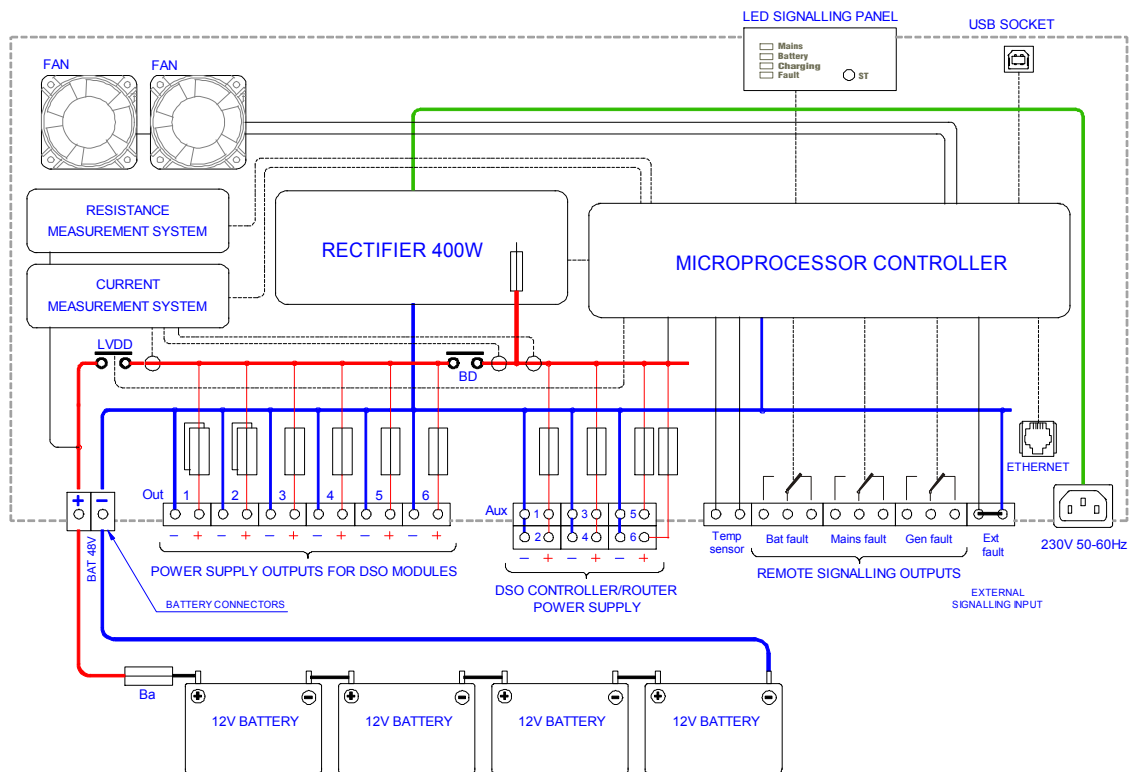 LED SIGNALLING PANEL
USB SOCKET
Mains
Battery
Charging
Fault
ST
FAN
FAN
RESISTANCE
MEASUREMENT SYSTEM
CURRENT
MEASUREMENT SYSTEM
RECTIFIER 400W
MICROPROCESSOR CONTROLLER
LVDD
BD
ETHERNET
+ −
BAT 48V
Out 1 2 3 4 5 6
− + − + − + − + − + − +
POWER SUPPLY OUTPUTS FOR DSO MODULES
BATTERY CONNECTORS
Aux 1 3 5
2 4 6
− + − + − +
DSO CONTROLLER/ROUTER
POWER SUPPLY
Temp
sensor
Bat fault
Mains fault
Gen fault
Ext
fault
REMOTE SIGNALLING OUTPUTS
EXTERNAL
SIGNALLING INPUT
230V 50-60Hz
Ba
+ − + − + − + −
12V BATTERY
12V BATTERY
12V BATTERY
12V BATTERY